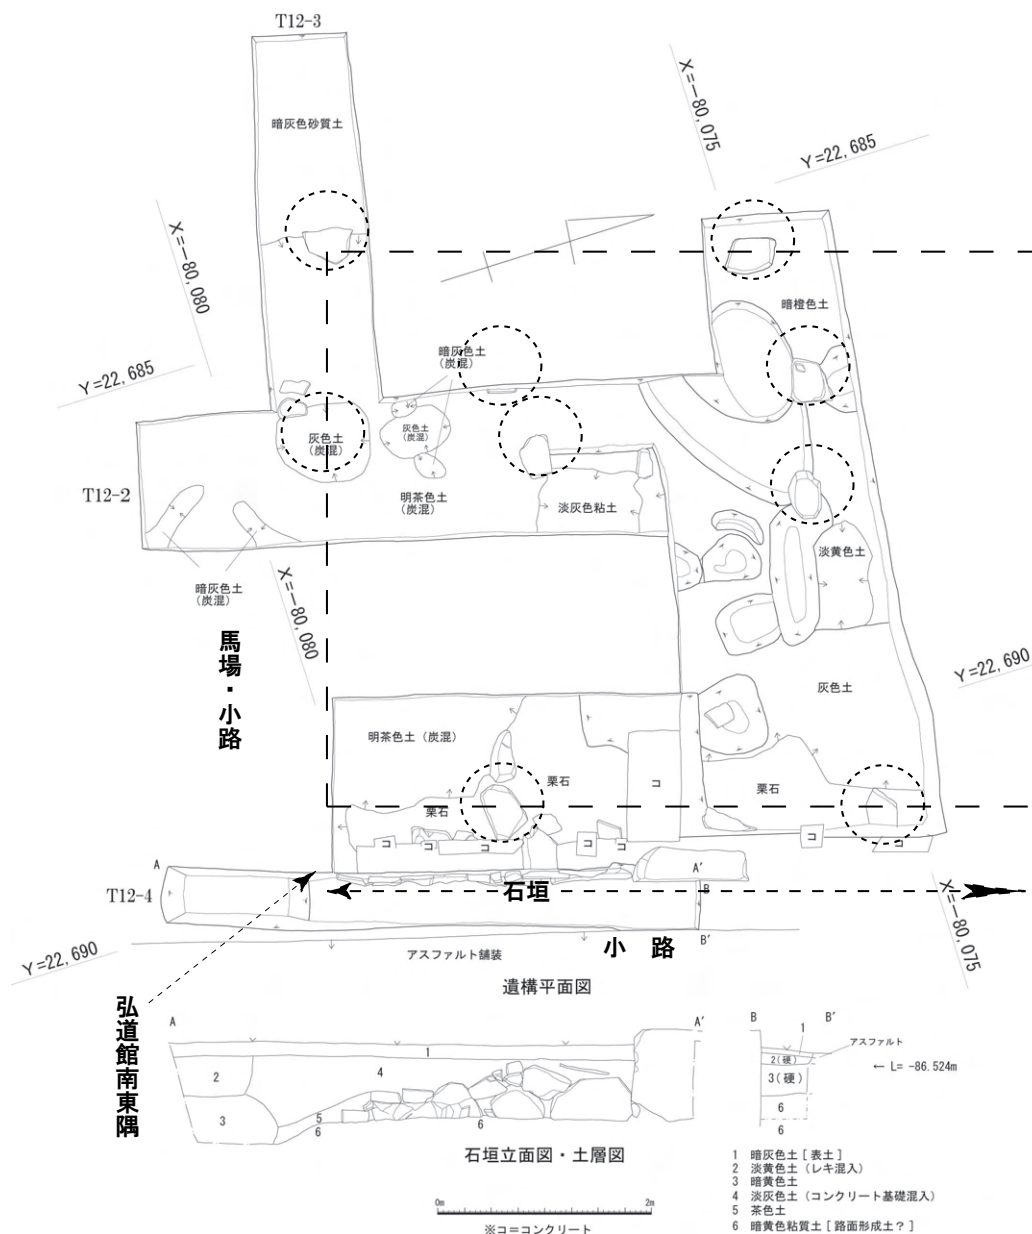 T12-3
暗灰色砂質土
X=－80,075
Y=22,685
X=－80,080
暗橙色土
暗灰色土
（炭混）
Y=22,685
灰色土
（炭混）
灰色土
（炭混）
T12-2
明茶色土
（炭混）
淡灰色粘土
淡黄色土
暗灰色土
（炭混）
X=－80,080
馬場・小路
Y=22,690
灰色土
明茶色土（炭混）
栗石
コ
栗石
栗石
コ
コ
コ
コ
コ
コ
コ
A
A′
T12-4
石垣
B
B′
小　路
X=－80,075
Y=22,690
アスファルト舗装
遺構平面図
弘道館南東隅
A
A′
B
B′
1
1
アスファルト
2（硬）
← L= -86.524m
2
4
3（硬）
3
5
6
6
6
6
石垣立面図・土層図
1　暗灰色土 [ 表土 ]
2　淡黄色土（レキ混入）
3　暗黄色土
4　淡灰色土（コンクリート基礎混入）
5　茶色土
6　暗黄色粘質土 [ 路面形成土？ ]
0m
2m
※コ＝コンクリート